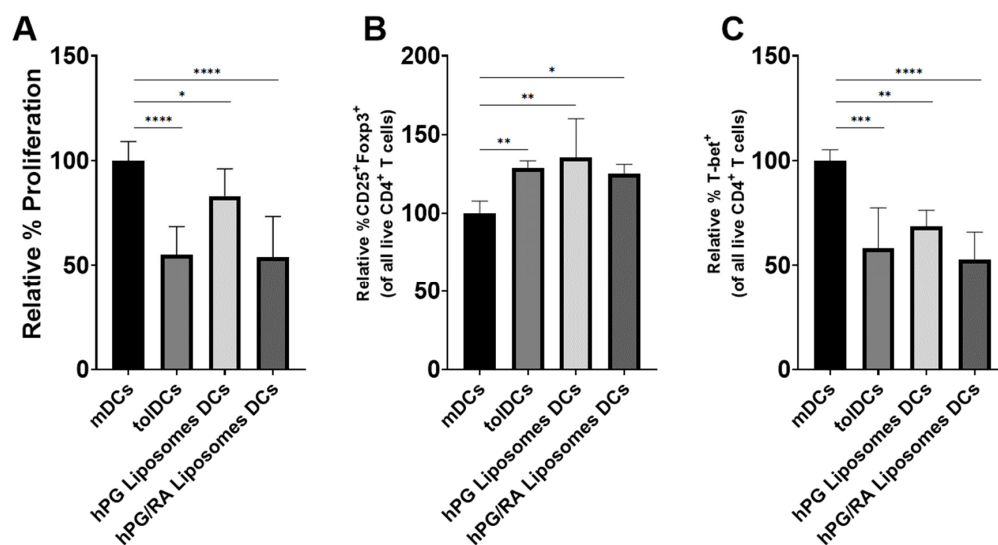 A
Relative % Proliferation
150
100
50
0
****
*
****
mDCs
tolDCs
hPG Liposomes DCs
hPG/RA Liposomes DCs
B
Relative %CD25⁺Foxp3⁺
(of all live CD4⁺ T cells)
200
150
100
50
0
*
**
**
mDCs
tolDCs
hPG Liposomes DCs
hPG/RA Liposomes DCs
C
Relative % T-bet⁺
(of all live CD4⁺ T cells)
150
100
50
0
****
**
***
mDCs
tolDCs
hPG Liposomes DCs
hPG/RA Liposomes DCs